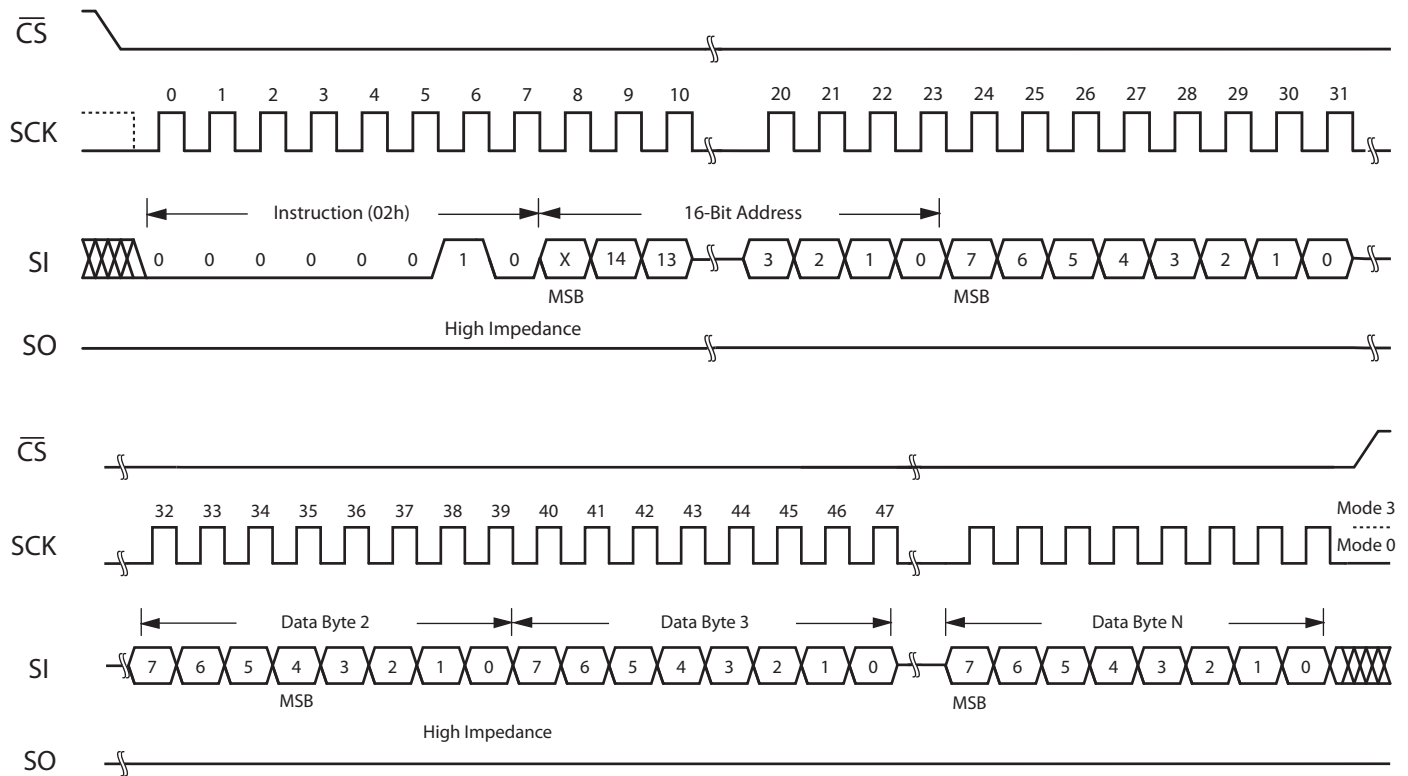 CS
0 1 2 3 4 5 6 7 8 9 10 20 21 22 23 24 25 26 27 28 29 30 31
SCK
Instruction (02h) 16-Bit Address
SI 0 0 0 0 0 0 1 0 X 14 13 3 2 1 0 7 6 5 4 3 2 1 0
MSB MSB
High Impedance
SO
CS
32 33 34 35 36 37 38 39 40 41 42 43 44 45 46 47 Mode 3
SCK Mode 0
Data Byte 2 Data Byte 3 Data Byte N
SI 7 6 5 4 3 2 1 0 7 6 5 4 3 2 1 0 7 6 5 4 3 2 1 0
MSB MSB
High Impedance
SO